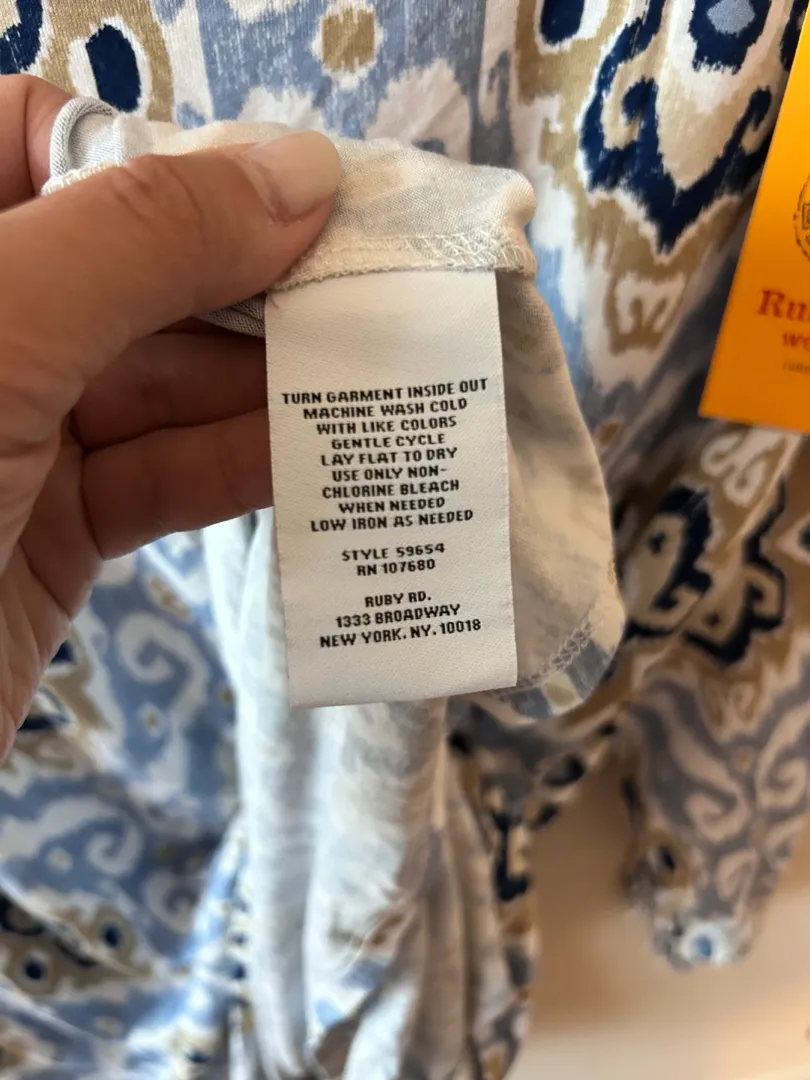 TURN GARMENT INSIDE OUT
MACHINE WASH COLD
WITH LIKE COLORS
GENTLE CYCLE
LAY FLAT TO DRY
USE ONLY NON-
CHLORINE BLEACH
WHEN NEEDED
LOW IRON AS NEEDED
STYLE 59654
RN 107680
RUBY RD.
1333 BROADWAY
NEW YORK. NY. 10018